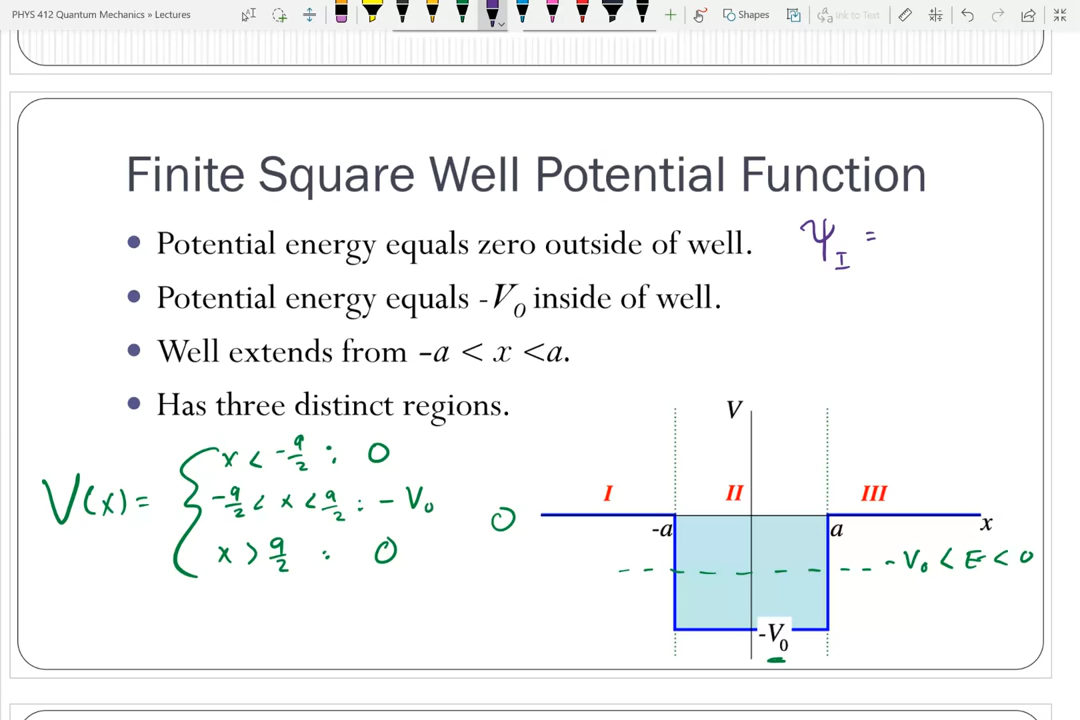 PHYS 412 Quantum Mechanics » Lectures
Shapes
Ink to Text
Finite Square Well Potential Function
• Potential energy equals zero outside of well.
ψ_I =
• Potential energy equals -V₀ inside of well.
• Well extends from –a < x <a.
• Has three distinct regions.
V(x) = { x < -a/2 : 0
-a/2 < x < a/2 : - V₀
x > a/2 : 0
V
I II III
0
-a a x
- V₀ < E < 0
-V₀